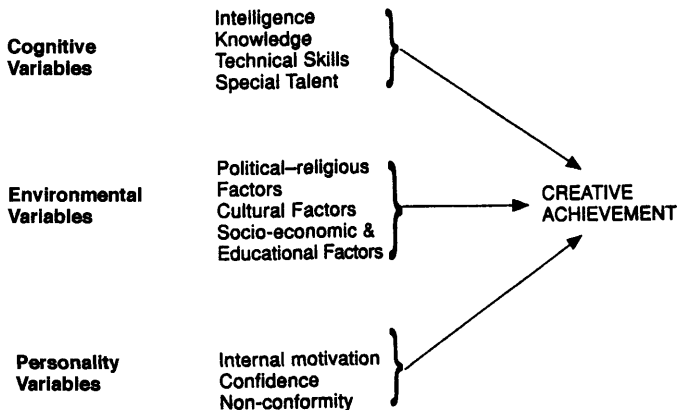 Cognitive
Variables
Intelligence
Knowledge
Technical Skills
Special Talent
Environmental
Variables
Political–religious
Factors
Cultural Factors
Socio-economic &
Educational Factors
CREATIVE
ACHIEVEMENT
Personality
Variables
Internal motivation
Confidence
Non-conformity